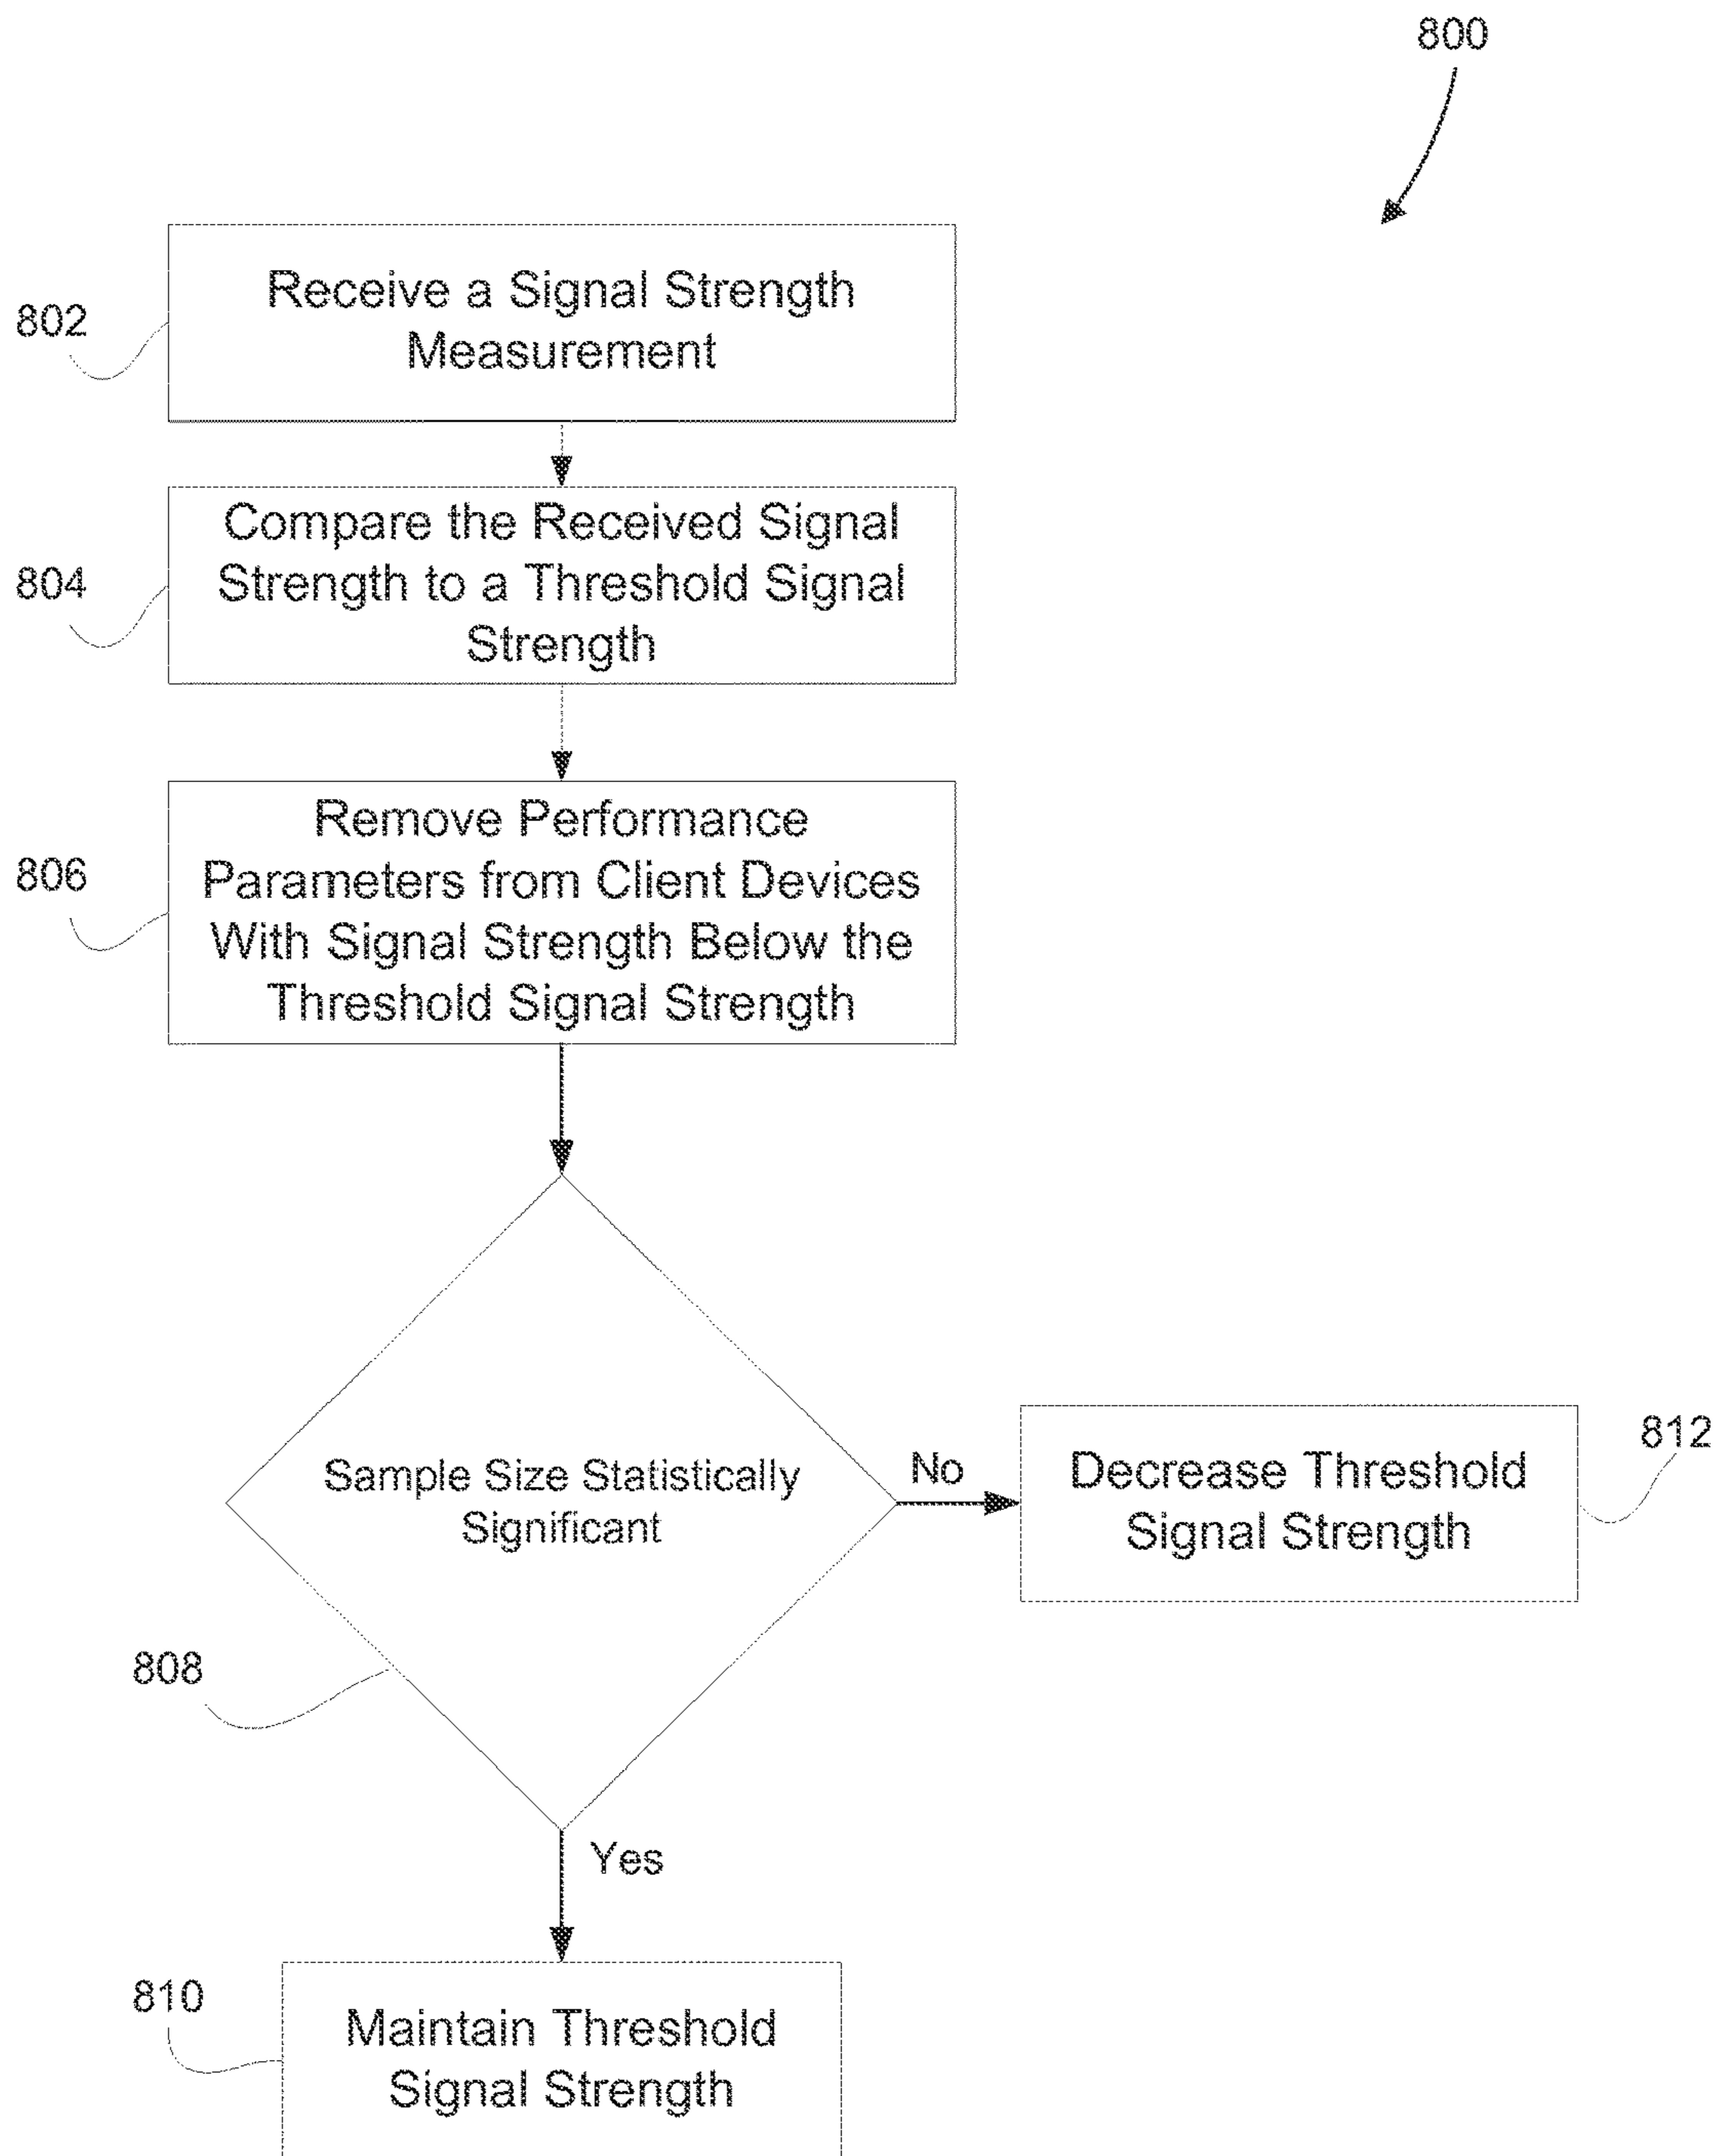 800
802
Receive a Signal Strength
Measurement
804
Compare the Received Signal
Strength to a Threshold Signal
Strength
806
Remove Performance
Parameters from Client Devices
With Signal Strength Below the
Threshold Signal Strength
808
Sample Size Statistically
Significant
No
812
Decrease Threshold
Signal Strength
Yes
810
Maintain Threshold
Signal Strength